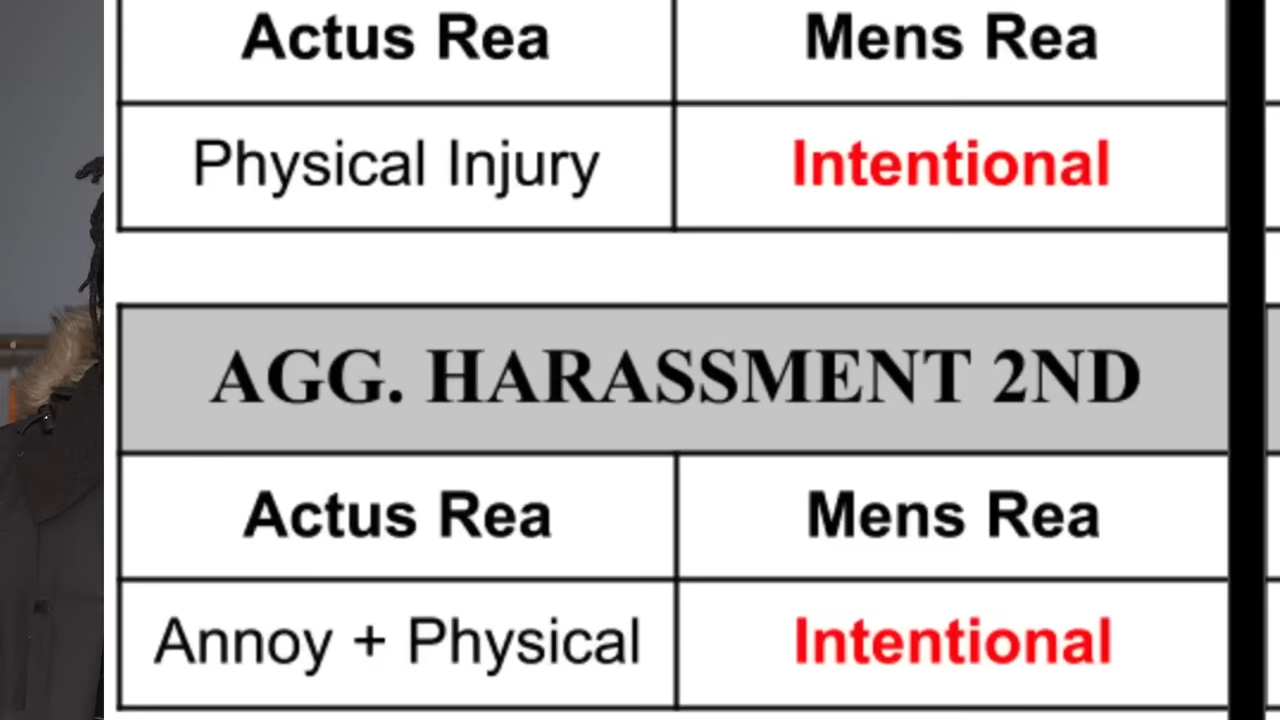 Actus Rea Mens Rea
Physical Injury Intentional
AGG. HARASSMENT 2ND
Actus Rea Mens Rea
Annoy + Physical Intentional